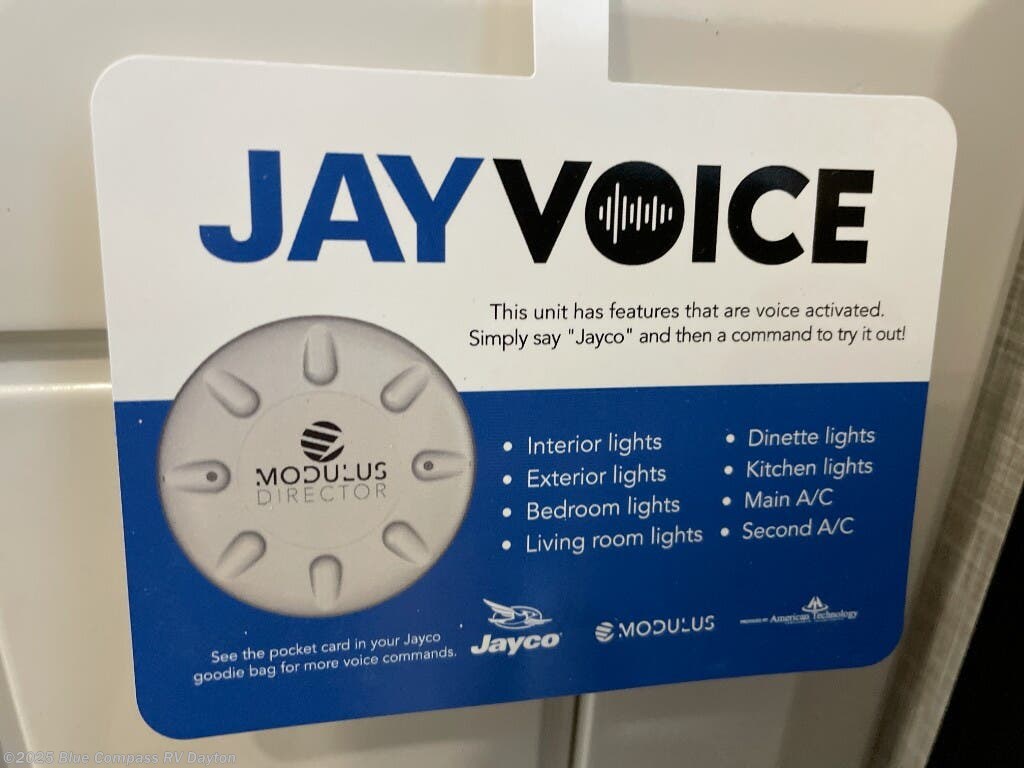 JAYVOICE
This unit has features that are voice activated.
Simply say "Jayco" and then a command to try it out!
MODULUS
DIRECTOR
• Interior lights
• Exterior lights
• Bedroom lights
• Living room lights
• Dinette lights
• Kitchen lights
• Main A/C
• Second A/C
See the pocket card in your Jayco
goodie bag for more voice commands.
Jayco
MODULUS
American Technology
©2025 Blue Compass RV Dayton